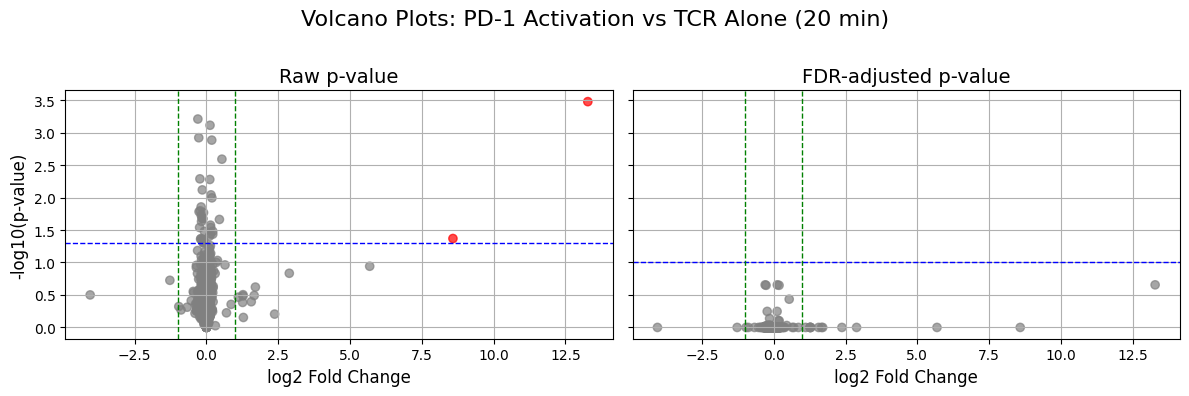 Volcano Plots: PD-1 Activation vs TCR Alone (20 min)
Raw p-value
FDR-adjusted p-value
-log10(p-value)
3.5
3.0
2.5
2.0
1.5
1.0
0.5
0.0
−2.5 0.0 2.5 5.0 7.5 10.0 12.5
−2.5 0.0 2.5 5.0 7.5 10.0 12.5
log2 Fold Change
log2 Fold Change